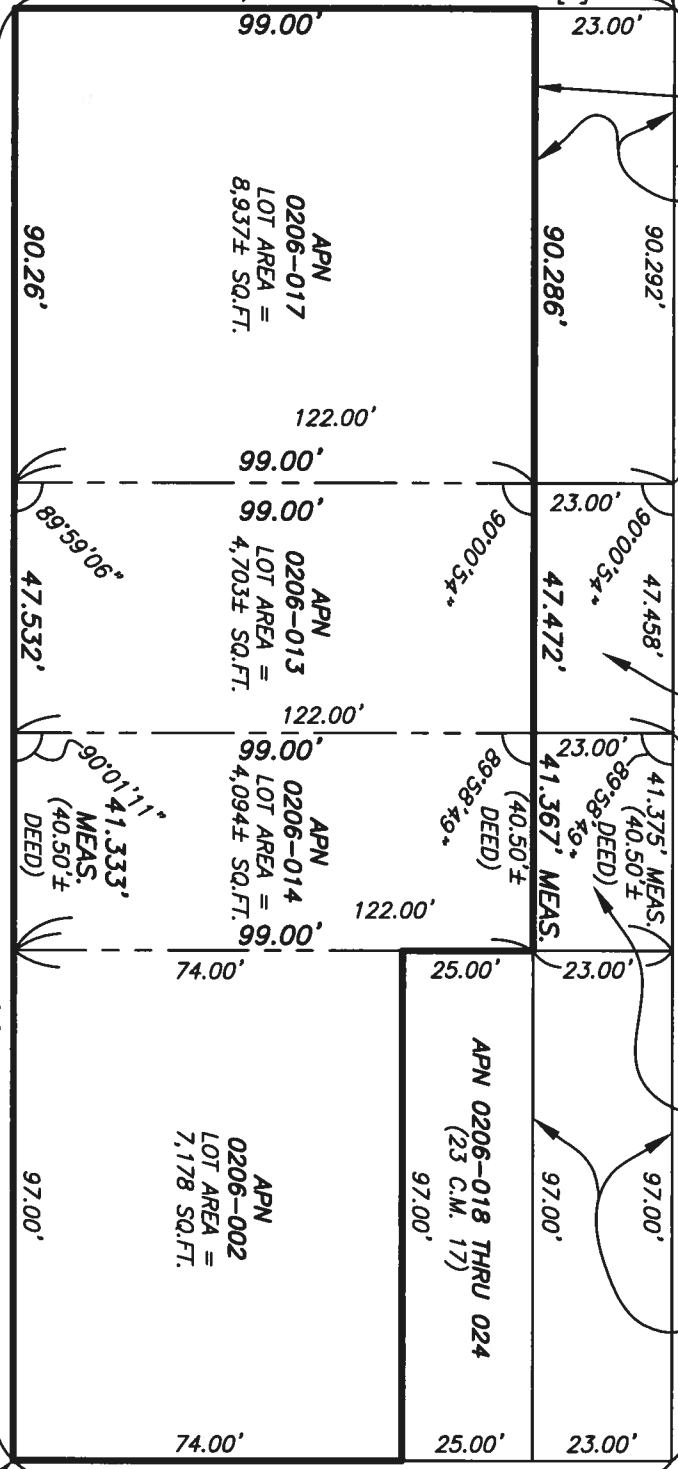 99.00'
23.00'
90.292'
90.286'
APN
0206-017
LOT AREA =
8,937± SQ.FT.
90.26'
122.00'
99.00'
99.00'
23.00'
90°00'54"
47.458'
90°00'54"
47.472'
APN
0206-013
LOT AREA =
4,703± SQ.FT.
89°59'06"
47.532'
122.00'
99.00'
23.00'
41.375' MEAS.
(40.50'±
DEED)
89°58'49"
41.367' MEAS.
(40.50'±
DEED)
89°58'49"
APN
0206-014
LOT AREA =
4,094± SQ.FT.
90°01'11"
41.333'
MEAS.
(40.50'±
DEED)
122.00'
99.00'
74.00'
25.00'
23.00'
97.00'
97.00'
APN 0206-018 THRU 024
(23 C.M. 17)
97.00'
APN
0206-002
LOT AREA =
7,178 SQ.FT.
97.00'
74.00'
25.00'
23.00'